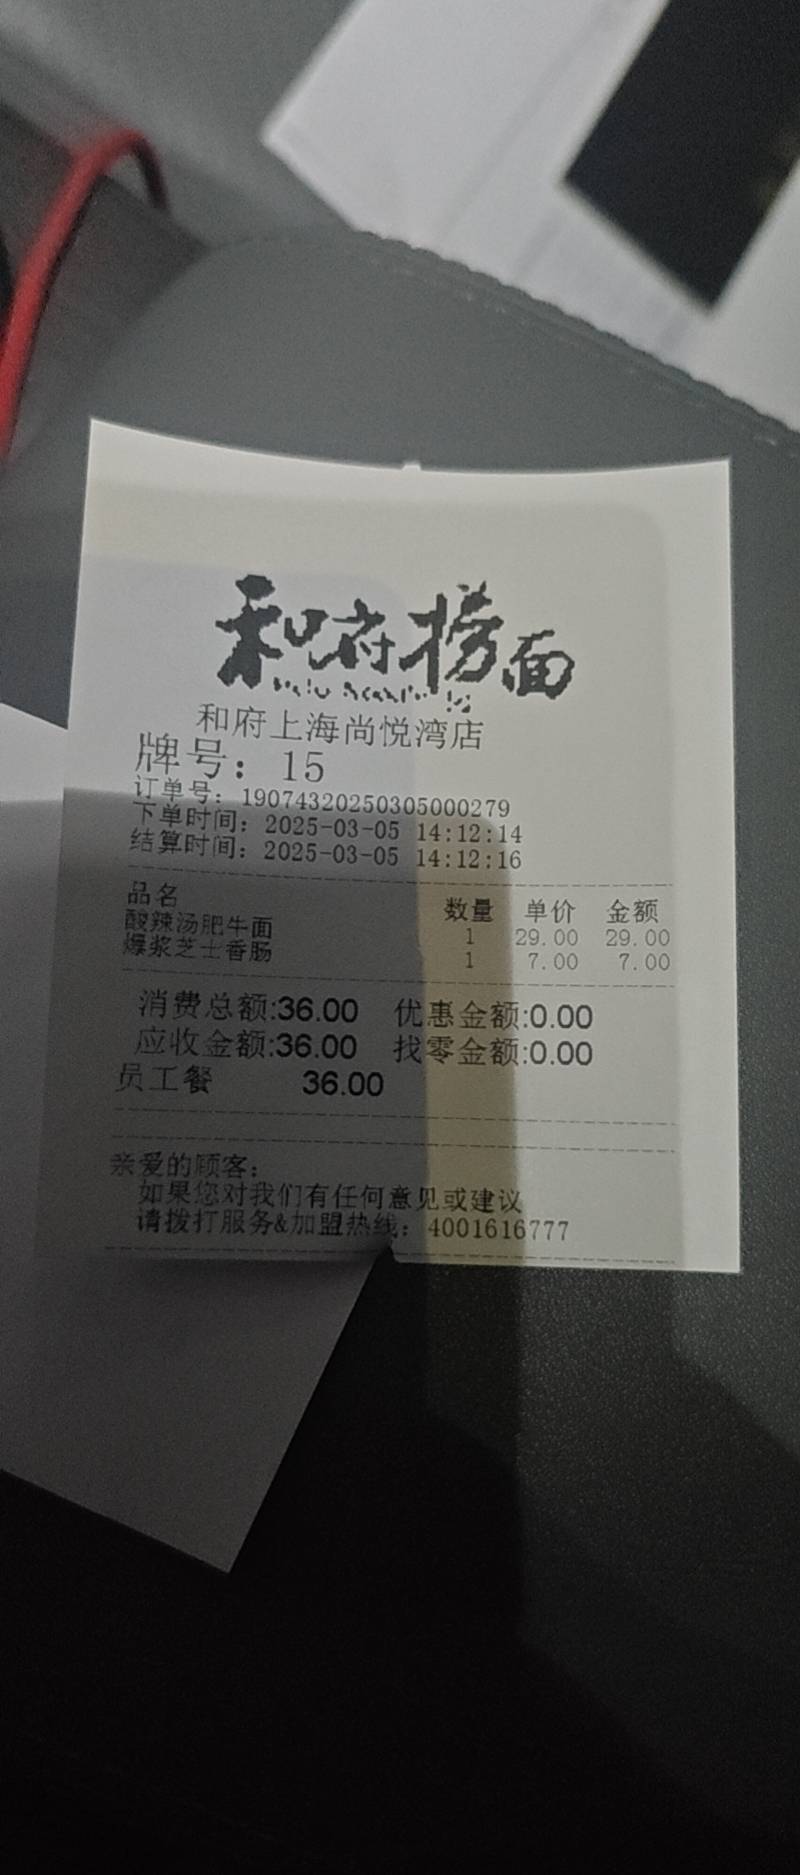 和府捞面
和府上海尚悦湾店
牌号：15
订单号：19074320250305000279
下单时间：2025-03-05 14:12:14
结算时间：2025-03-05 14:12:16
品名 数量 单价 金额
酸辣汤肥牛面 1 29.00 29.00
爆浆芝士香肠 1 7.00 7.00
消费总额:36.00 优惠金额:0.00
应收金额:36.00 找零金额:0.00
员工餐 36.00
亲爱的顾客：
如果您对我们有任何意见或建议
请拨打服务&加盟热线：4001616777